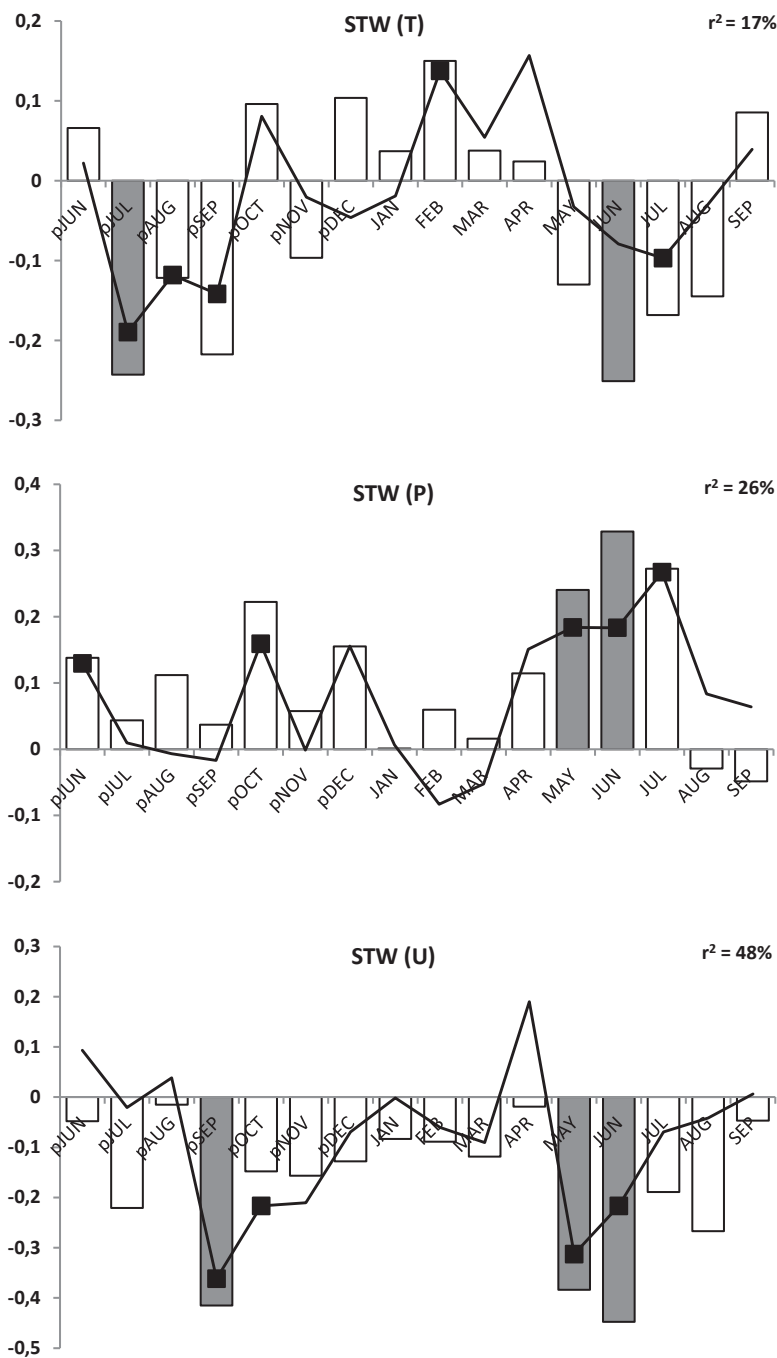 STW (T)
r² = 17%
0,2
0,1
0
-0,1
-0,2
-0,3
pJUN pJUL pAUG pSEP pOCT pNOV pDEC JAN FEB MAR APR MAY JUN JUL AUG SEP
STW (P)
r² = 26%
0,4
0,3
0,2
0,1
0
-0,1
-0,2
pJUN pJUL pAUG pSEP pOCT pNOV pDEC JAN FEB MAR APR MAY JUN JUL AUG SEP
STW (U)
r² = 48%
0,3
0,2
0,1
0
-0,1
-0,2
-0,3
-0,4
-0,5
pJUN pJUL pAUG pSEP pOCT pNOV pDEC JAN FEB MAR APR MAY JUN JUL AUG SEP